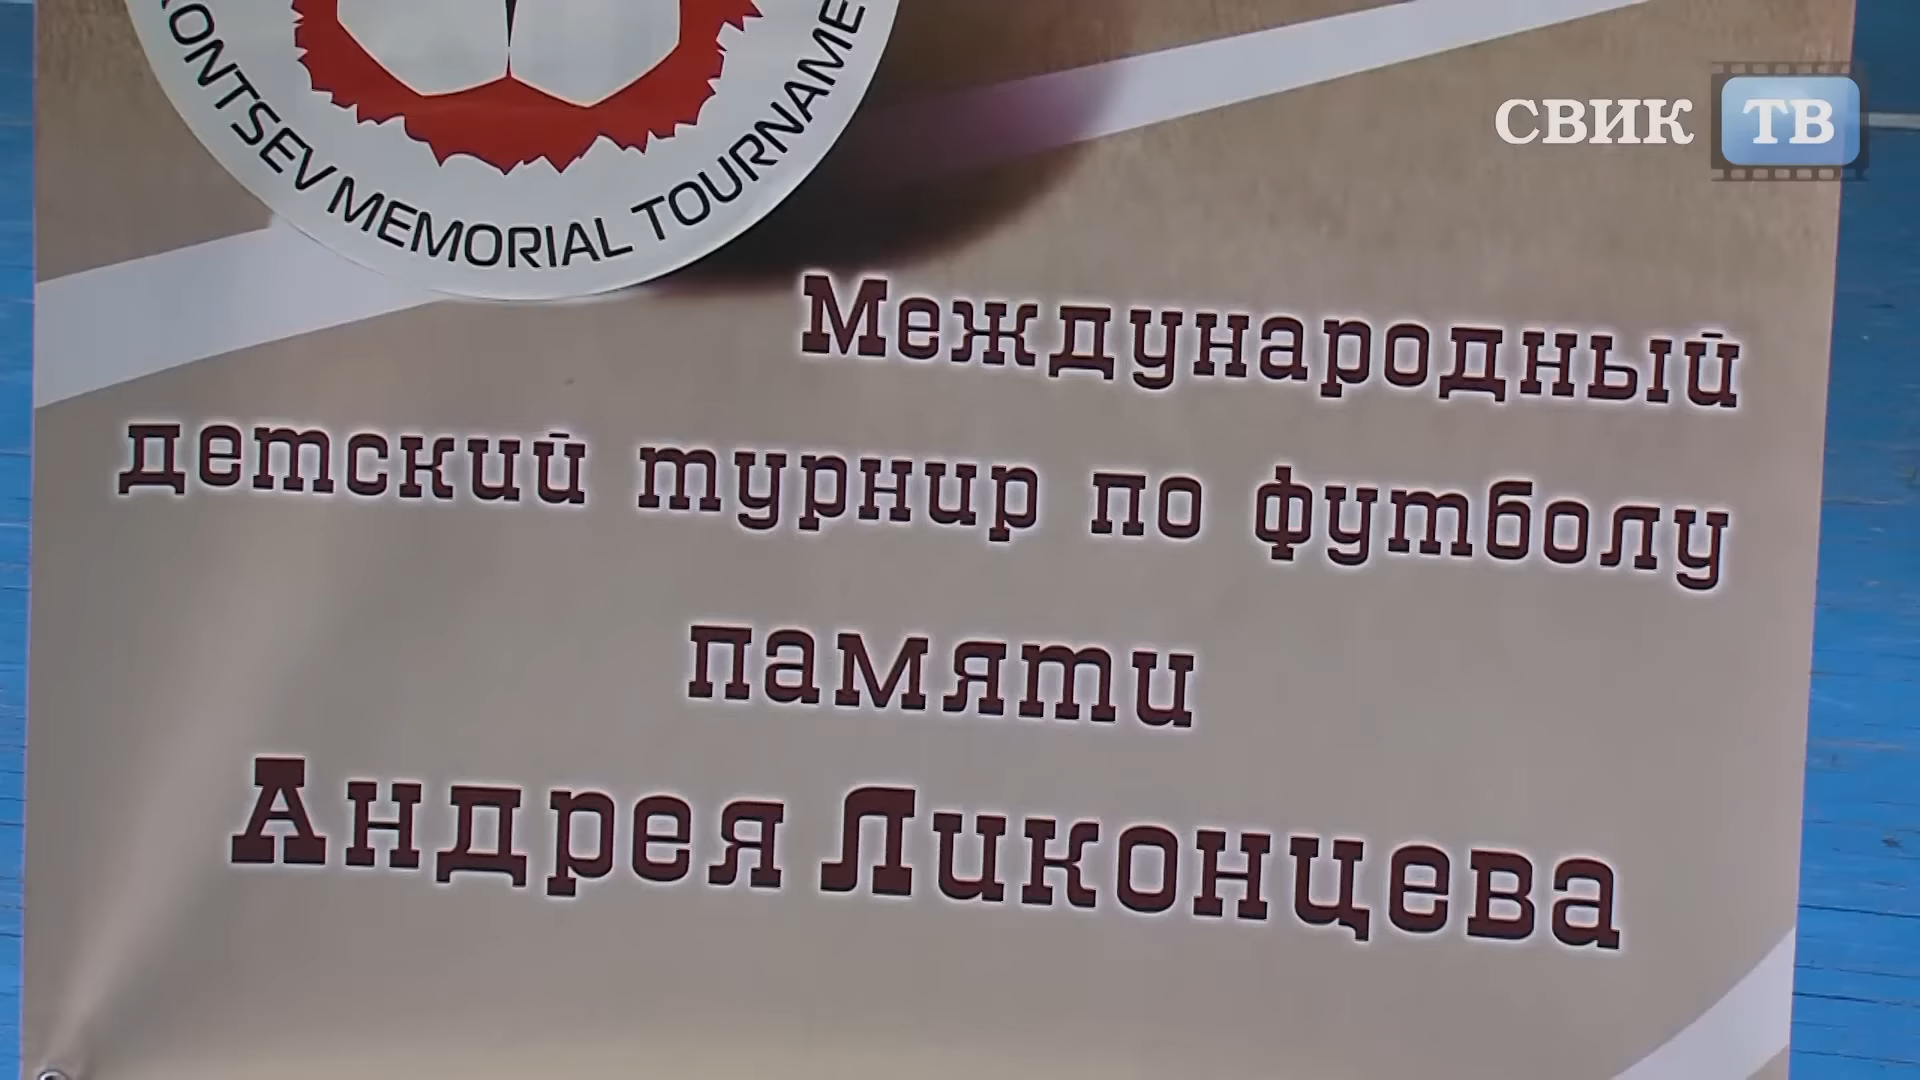 KONTSEV MEMORIAL TOURNAME
СВИК ТВ
Международный
детский турнир по футболу
памяти
Андрея Ликонцева